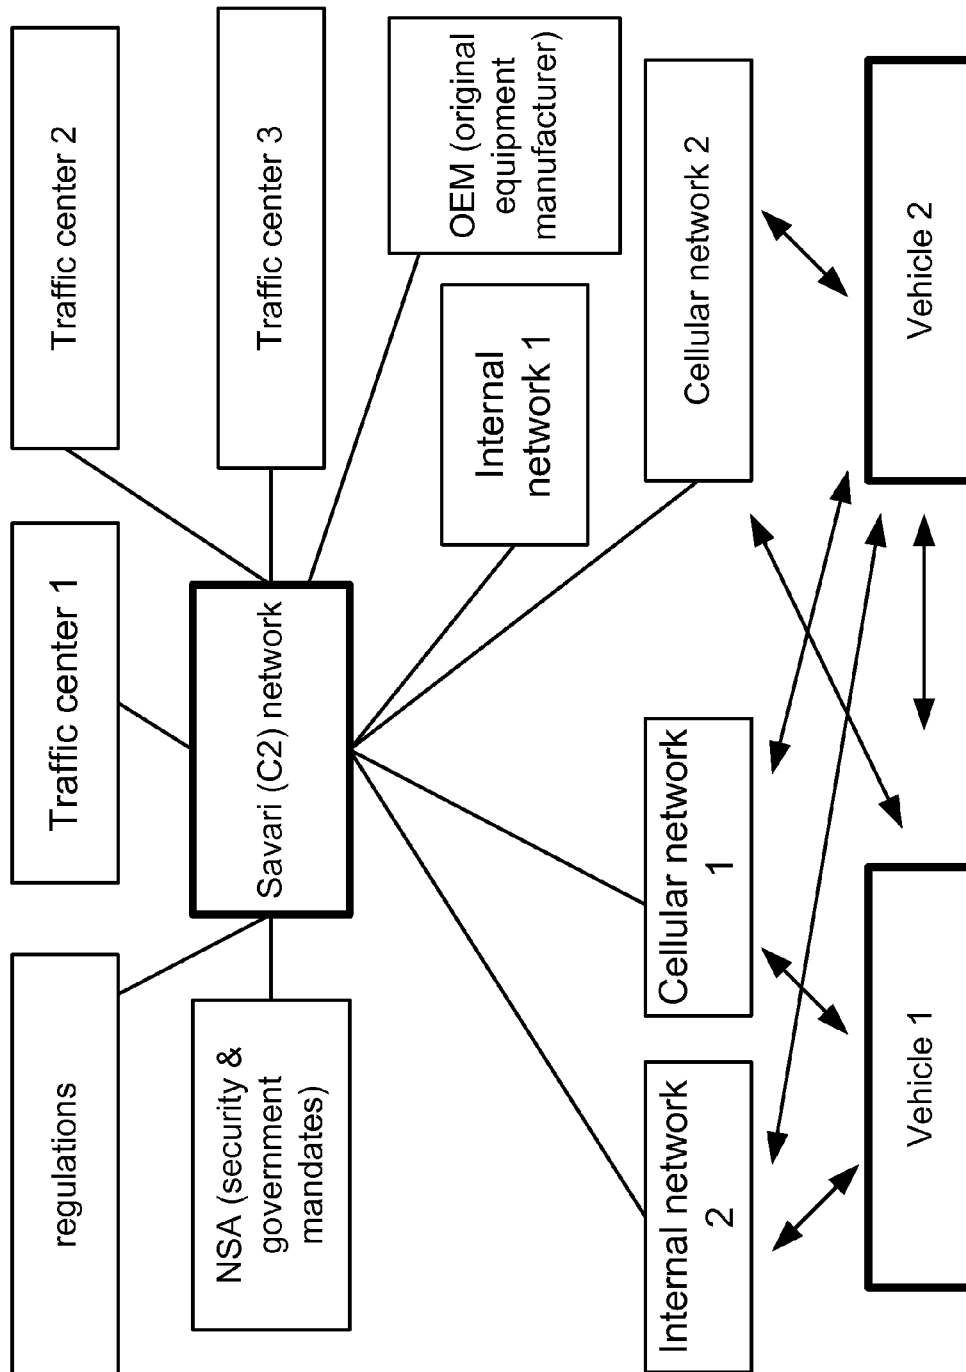 regulations
Traffic center 1
Traffic center 2
NSA (security &
government
mandates)
Savari (C2) network
Traffic center 3
OEM (original
equipment
manufacturer)
Internal
network 1
Internal network
2
Cellular network
1
Cellular network 2
Vehicle 1
Vehicle 2